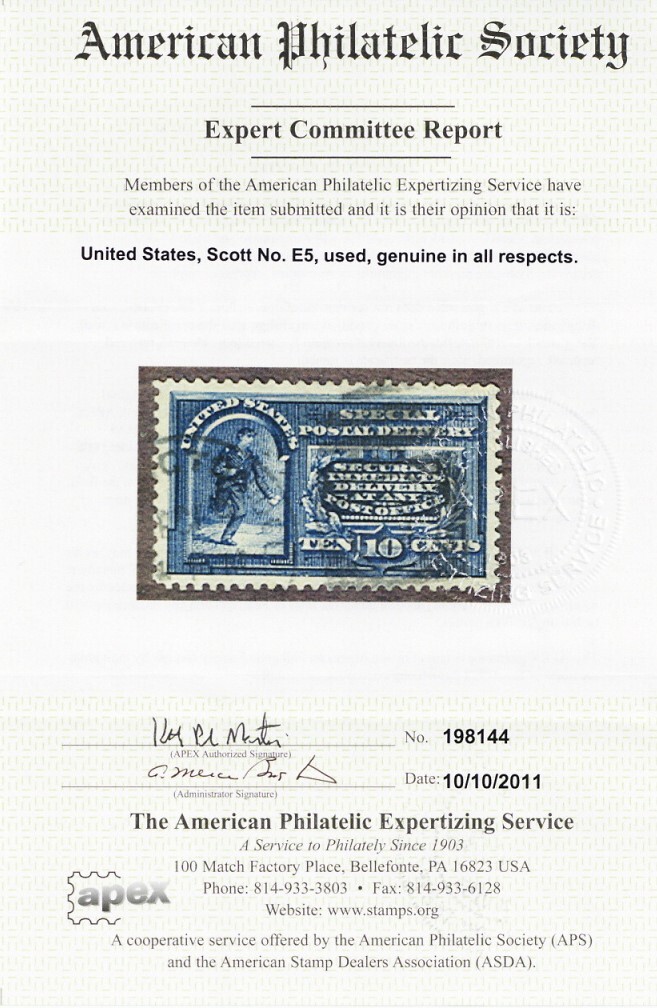 American Philatelic Society
Expert Committee Report
Members of the American Philatelic Expertizing Service have
examined the item submitted and it is their opinion that it is:
United States, Scott No. E5, used, genuine in all respects.
UNITED STATES
SPECIAL
POSTAL DELIVERY
SECURES
IMMEDIATE
DELIVERY
AT ANY
POST OFFICE
TEN 10 CENTS
PHILATELIC
APEX
1903
SERVICE
No. 198144
(APEX Authorized Signature)
Date: 10/10/2011
(Administrator Signature)
The American Philatelic Expertizing Service
A Service to Philately Since 1903
100 Match Factory Place, Bellefonte, PA 16823 USA
Phone: 814-933-3803 • Fax: 814-933-6128
apex
Website: www.stamps.org
A cooperative service offered by the American Philatelic Society (APS)
and the American Stamp Dealers Association (ASDA).